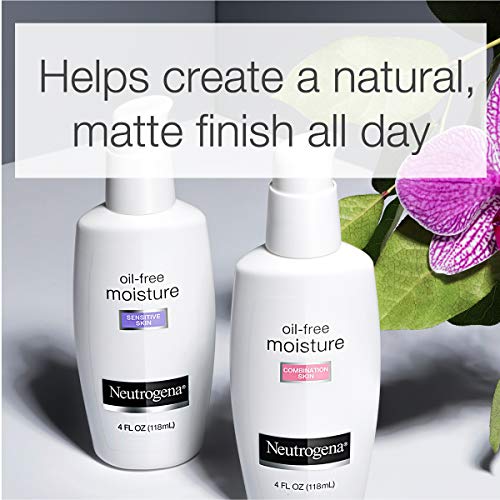 Helps create a natural,
matte finish all day
oil-free
moisture
SENSITIVE
SKIN
Neutrogena®
4 FL OZ (118mL)
oil-free
moisture
COMBINATION
SKIN
Neutrogena®
4 FL OZ (118mL)